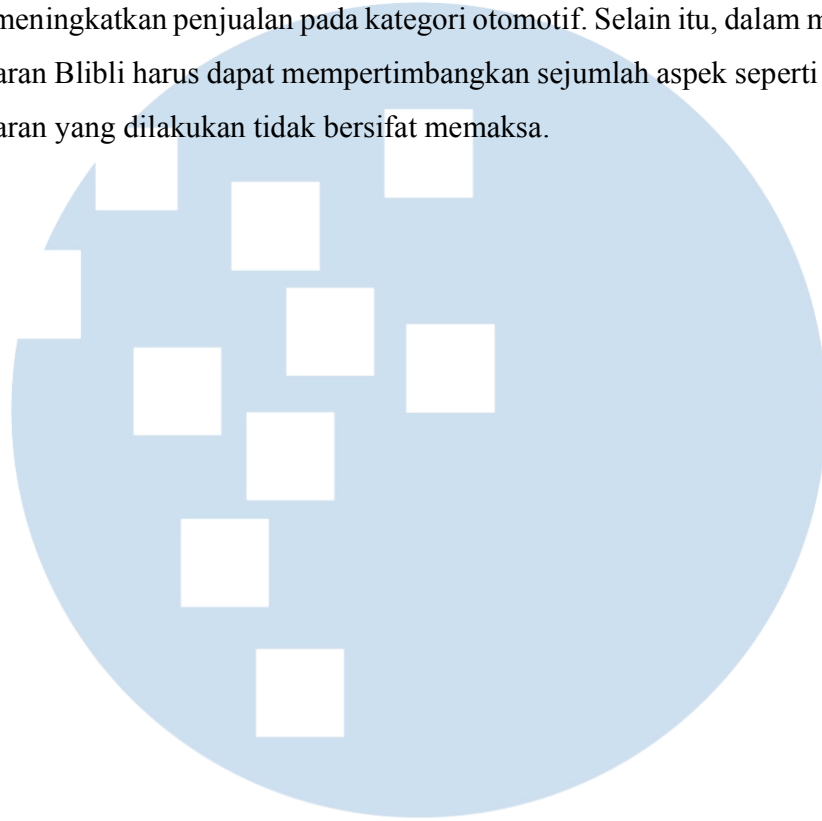 meningkatkan penjualan pada kategori otomotif. Selain itu, dalam
aran Blibli harus dapat mempertimbangkan sejumlah aspek seperti
aran yang dilakukan tidak bersifat memaksa.